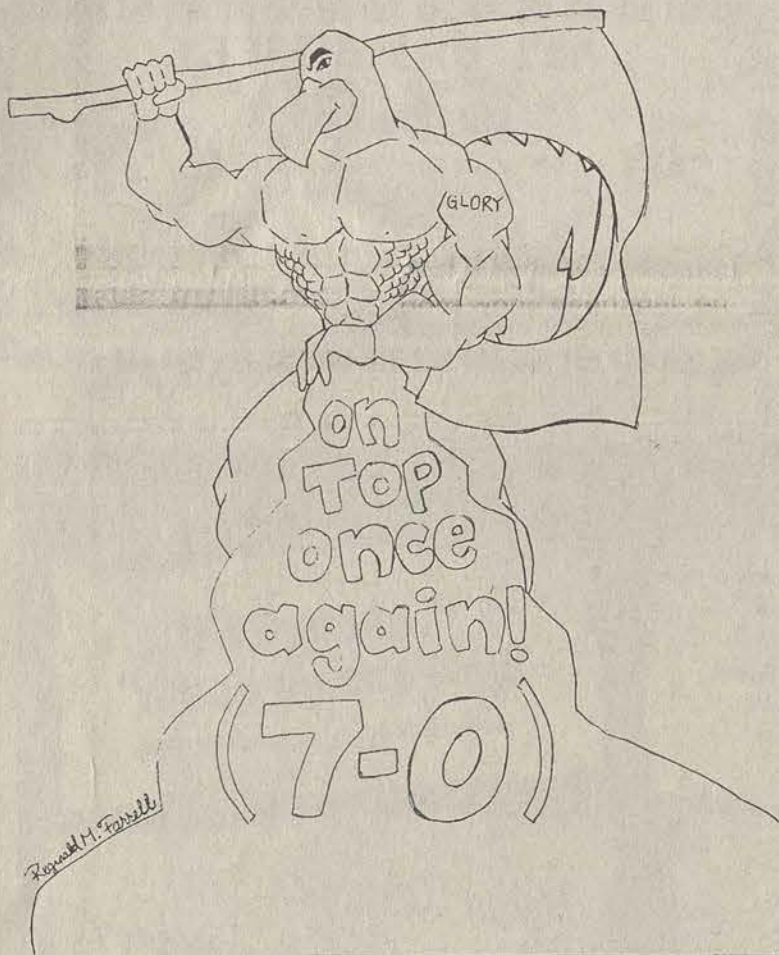 GLORY
on
TOP
once
again!
(7-0)
Reginald M. Farrell